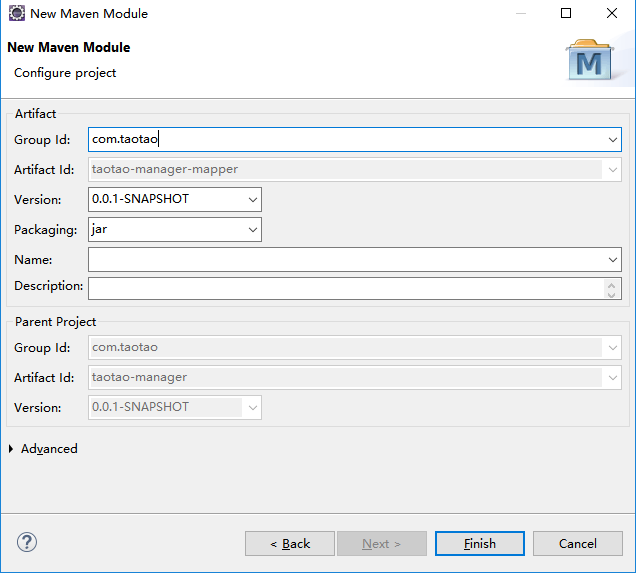 New Maven Module
New Maven Module
Configure project
M
Artifact
Group Id: com.taotao
Artifact Id: taotao-manager-mapper
Version: 0.0.1-SNAPSHOT
Packaging: jar
Name:
Description:
Parent Project
Group Id: com.taotao
Artifact Id: taotao-manager
Version: 0.0.1-SNAPSHOT
Advanced
? < Back Next > Finish Cancel